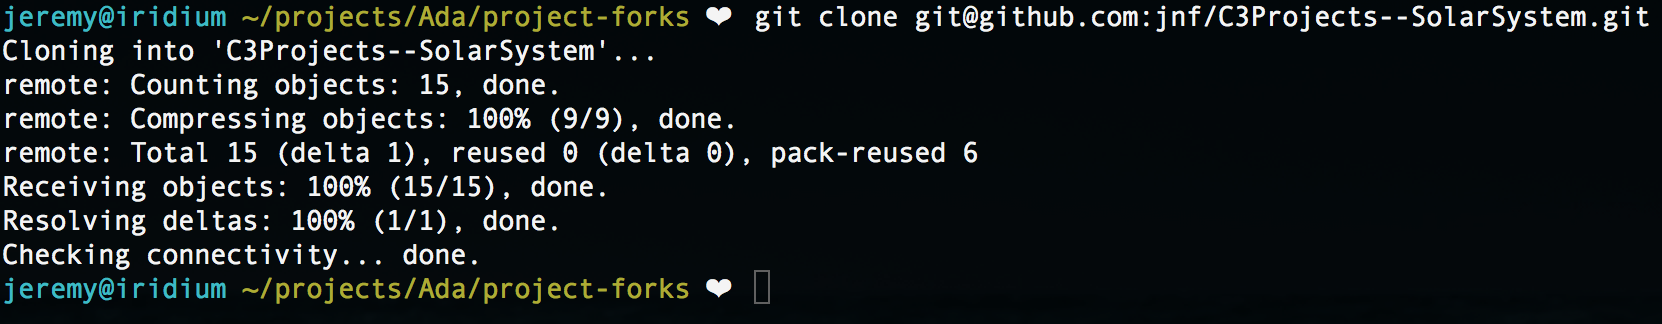 jeremy@iridium ~/projects/Ada/project-forks ❤ git clone git@github.com:jnf/C3Projects--SolarSystem.git
Cloning into 'C3Projects--SolarSystem'...
remote: Counting objects: 15, done.
remote: Compressing objects: 100% (9/9), done.
remote: Total 15 (delta 1), reused 0 (delta 0), pack-reused 6
Receiving objects: 100% (15/15), done.
Resolving deltas: 100% (1/1), done.
Checking connectivity... done.
jeremy@iridium ~/projects/Ada/project-forks ❤